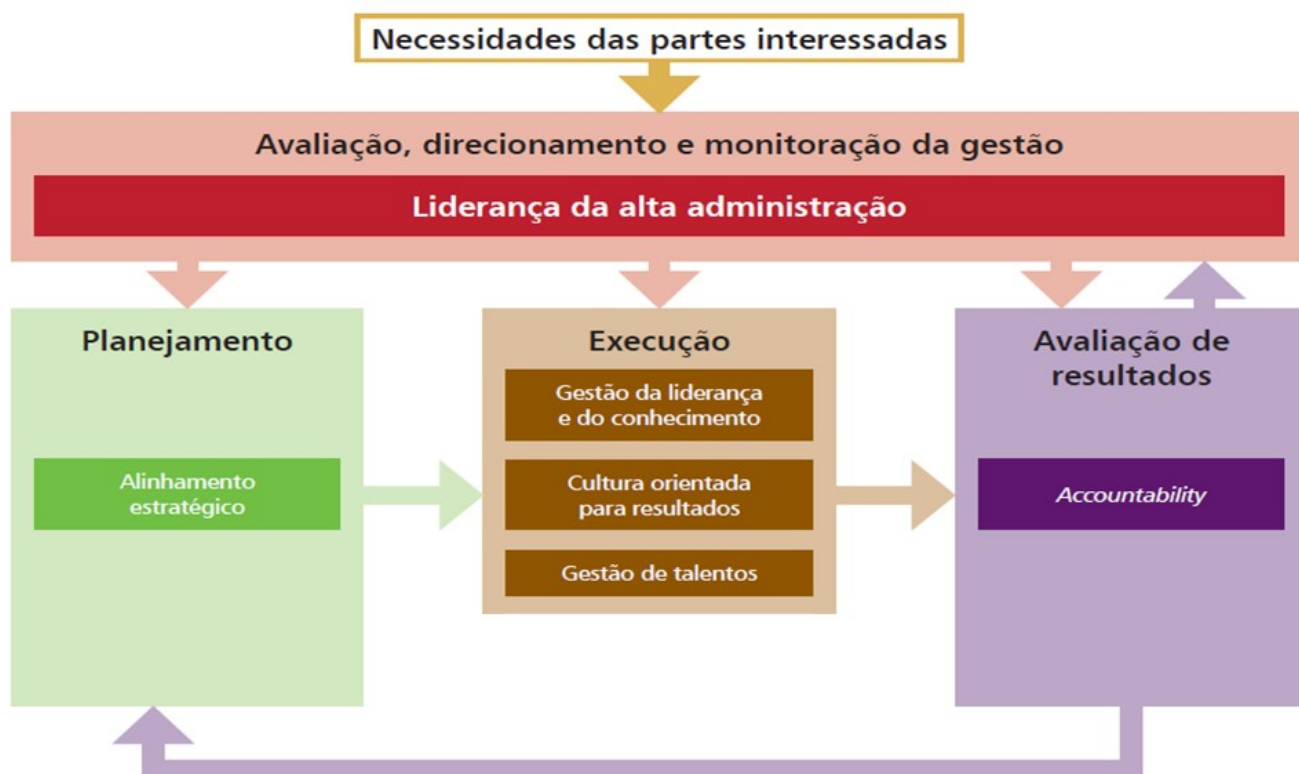 Necessidades das partes interessadas
Avaliação, direcionamento e monitoração da gestão
Liderança da alta administração
Planejamento
Alinhamento
estratégico
Execução
Gestão da liderança
e do conhecimento
Cultura orientada
para resultados
Gestão de talentos
Avaliação de
resultados
Accountability